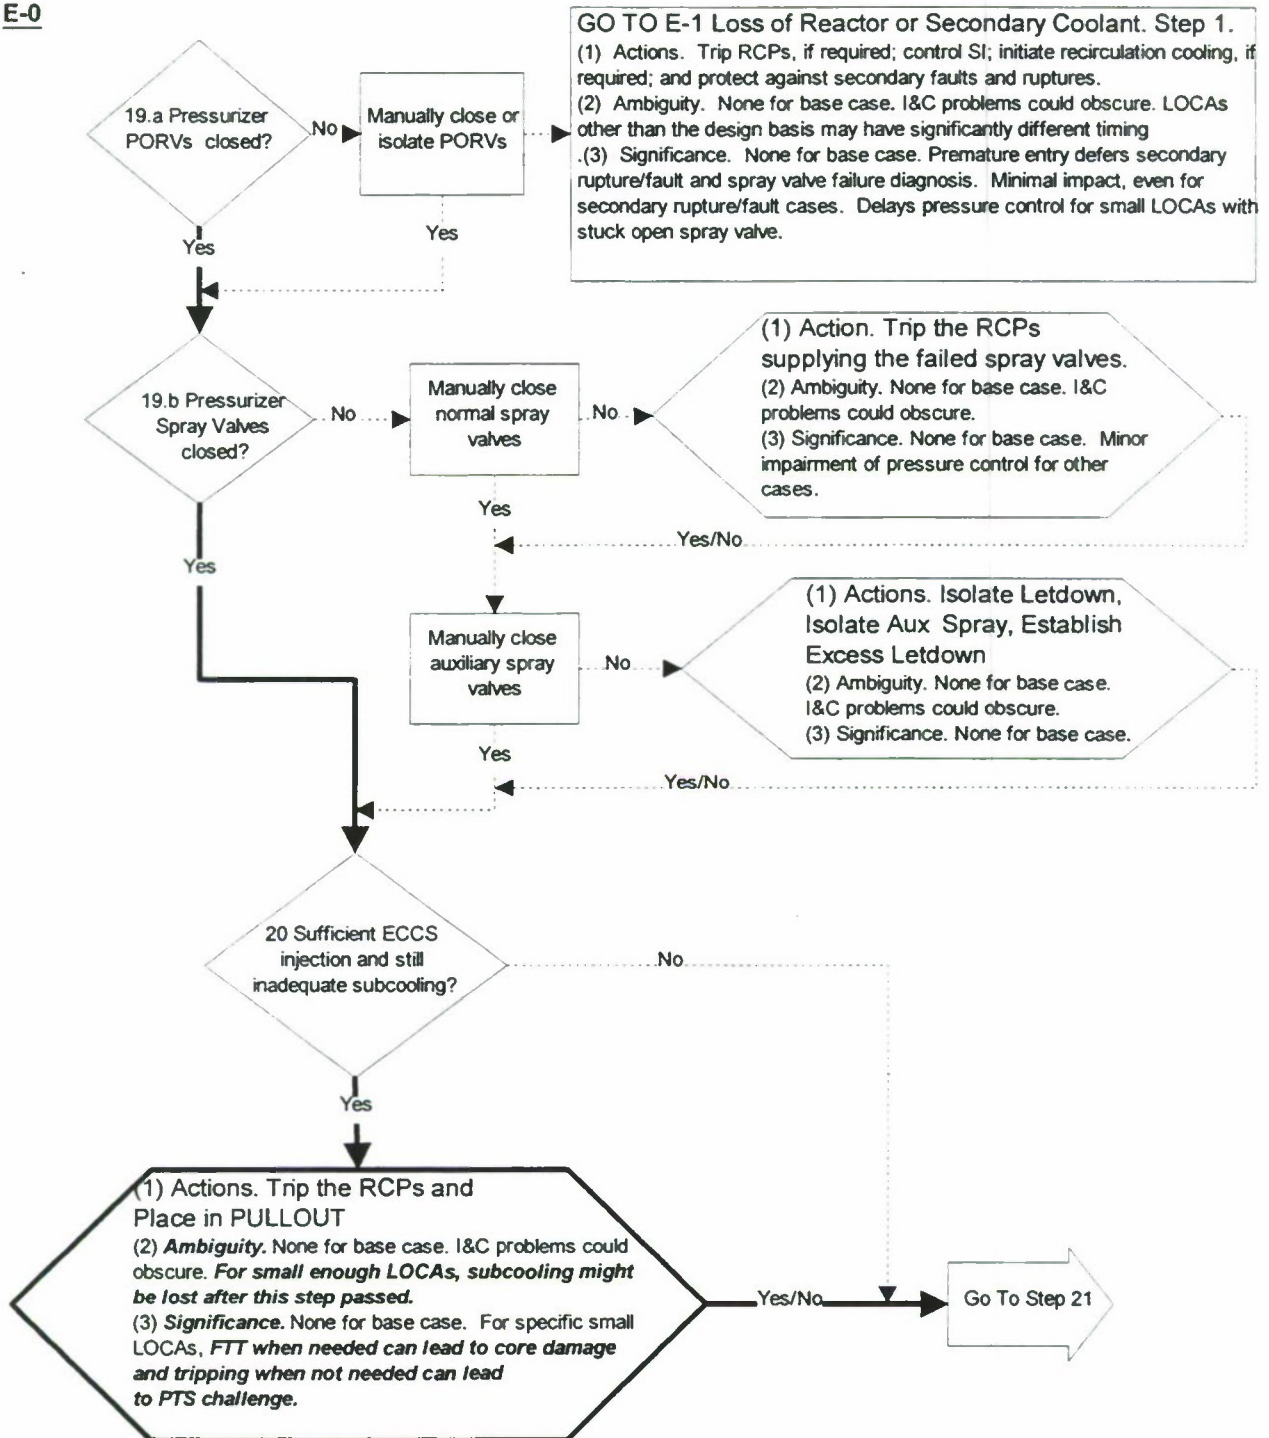 E-0
GO TO E-1 Loss of Reactor or Secondary Coolant. Step 1.
(1) Actions. Trip RCPs, if required; control SI; initiate recirculation cooling, if
required; and protect against secondary faults and ruptures.
(2) Ambiguity. None for base case. I&C problems could obscure. LOCAs
other than the design basis may have significantly different timing
.(3) Significance. None for base case. Premature entry defers secondary
rupture/fault and spray valve failure diagnosis. Minimal impact, even for
secondary rupture/fault cases. Delays pressure control for small LOCAs with
stuck open spray valve.
19.a Pressurizer
PORVs closed?
No
Manually close or
isolate PORVs
Yes
Yes
19.b Pressurizer
Spray Valves
closed?
No
Manually close
normal spray
valves
No
(1) Action. Trip the RCPs
supplying the failed spray valves.
(2) Ambiguity. None for base case. I&C
problems could obscure.
(3) Significance. None for base case. Minor
impairment of pressure control for other
cases.
Yes
Yes/No
Yes
Manually close
auxiliary spray
valves
No
(1) Actions. Isolate Letdown,
Isolate Aux Spray, Establish
Excess Letdown
(2) Ambiguity. None for base case.
I&C problems could obscure.
(3) Significance. None for base case.
Yes
Yes/No
20 Sufficient ECCS
injection and still
inadequate subcooling?
No
Yes
(1) Actions. Trip the RCPs and
Place in PULLOUT
(2) Ambiguity. None for base case. I&C problems could
obscure. For small enough LOCAs, subcooling might
be lost after this step passed.
(3) Significance. None for base case. For specific small
LOCAs, FTT when needed can lead to core damage
and tripping when not needed can lead
to PTS challenge.
Yes/No
Go To Step 21